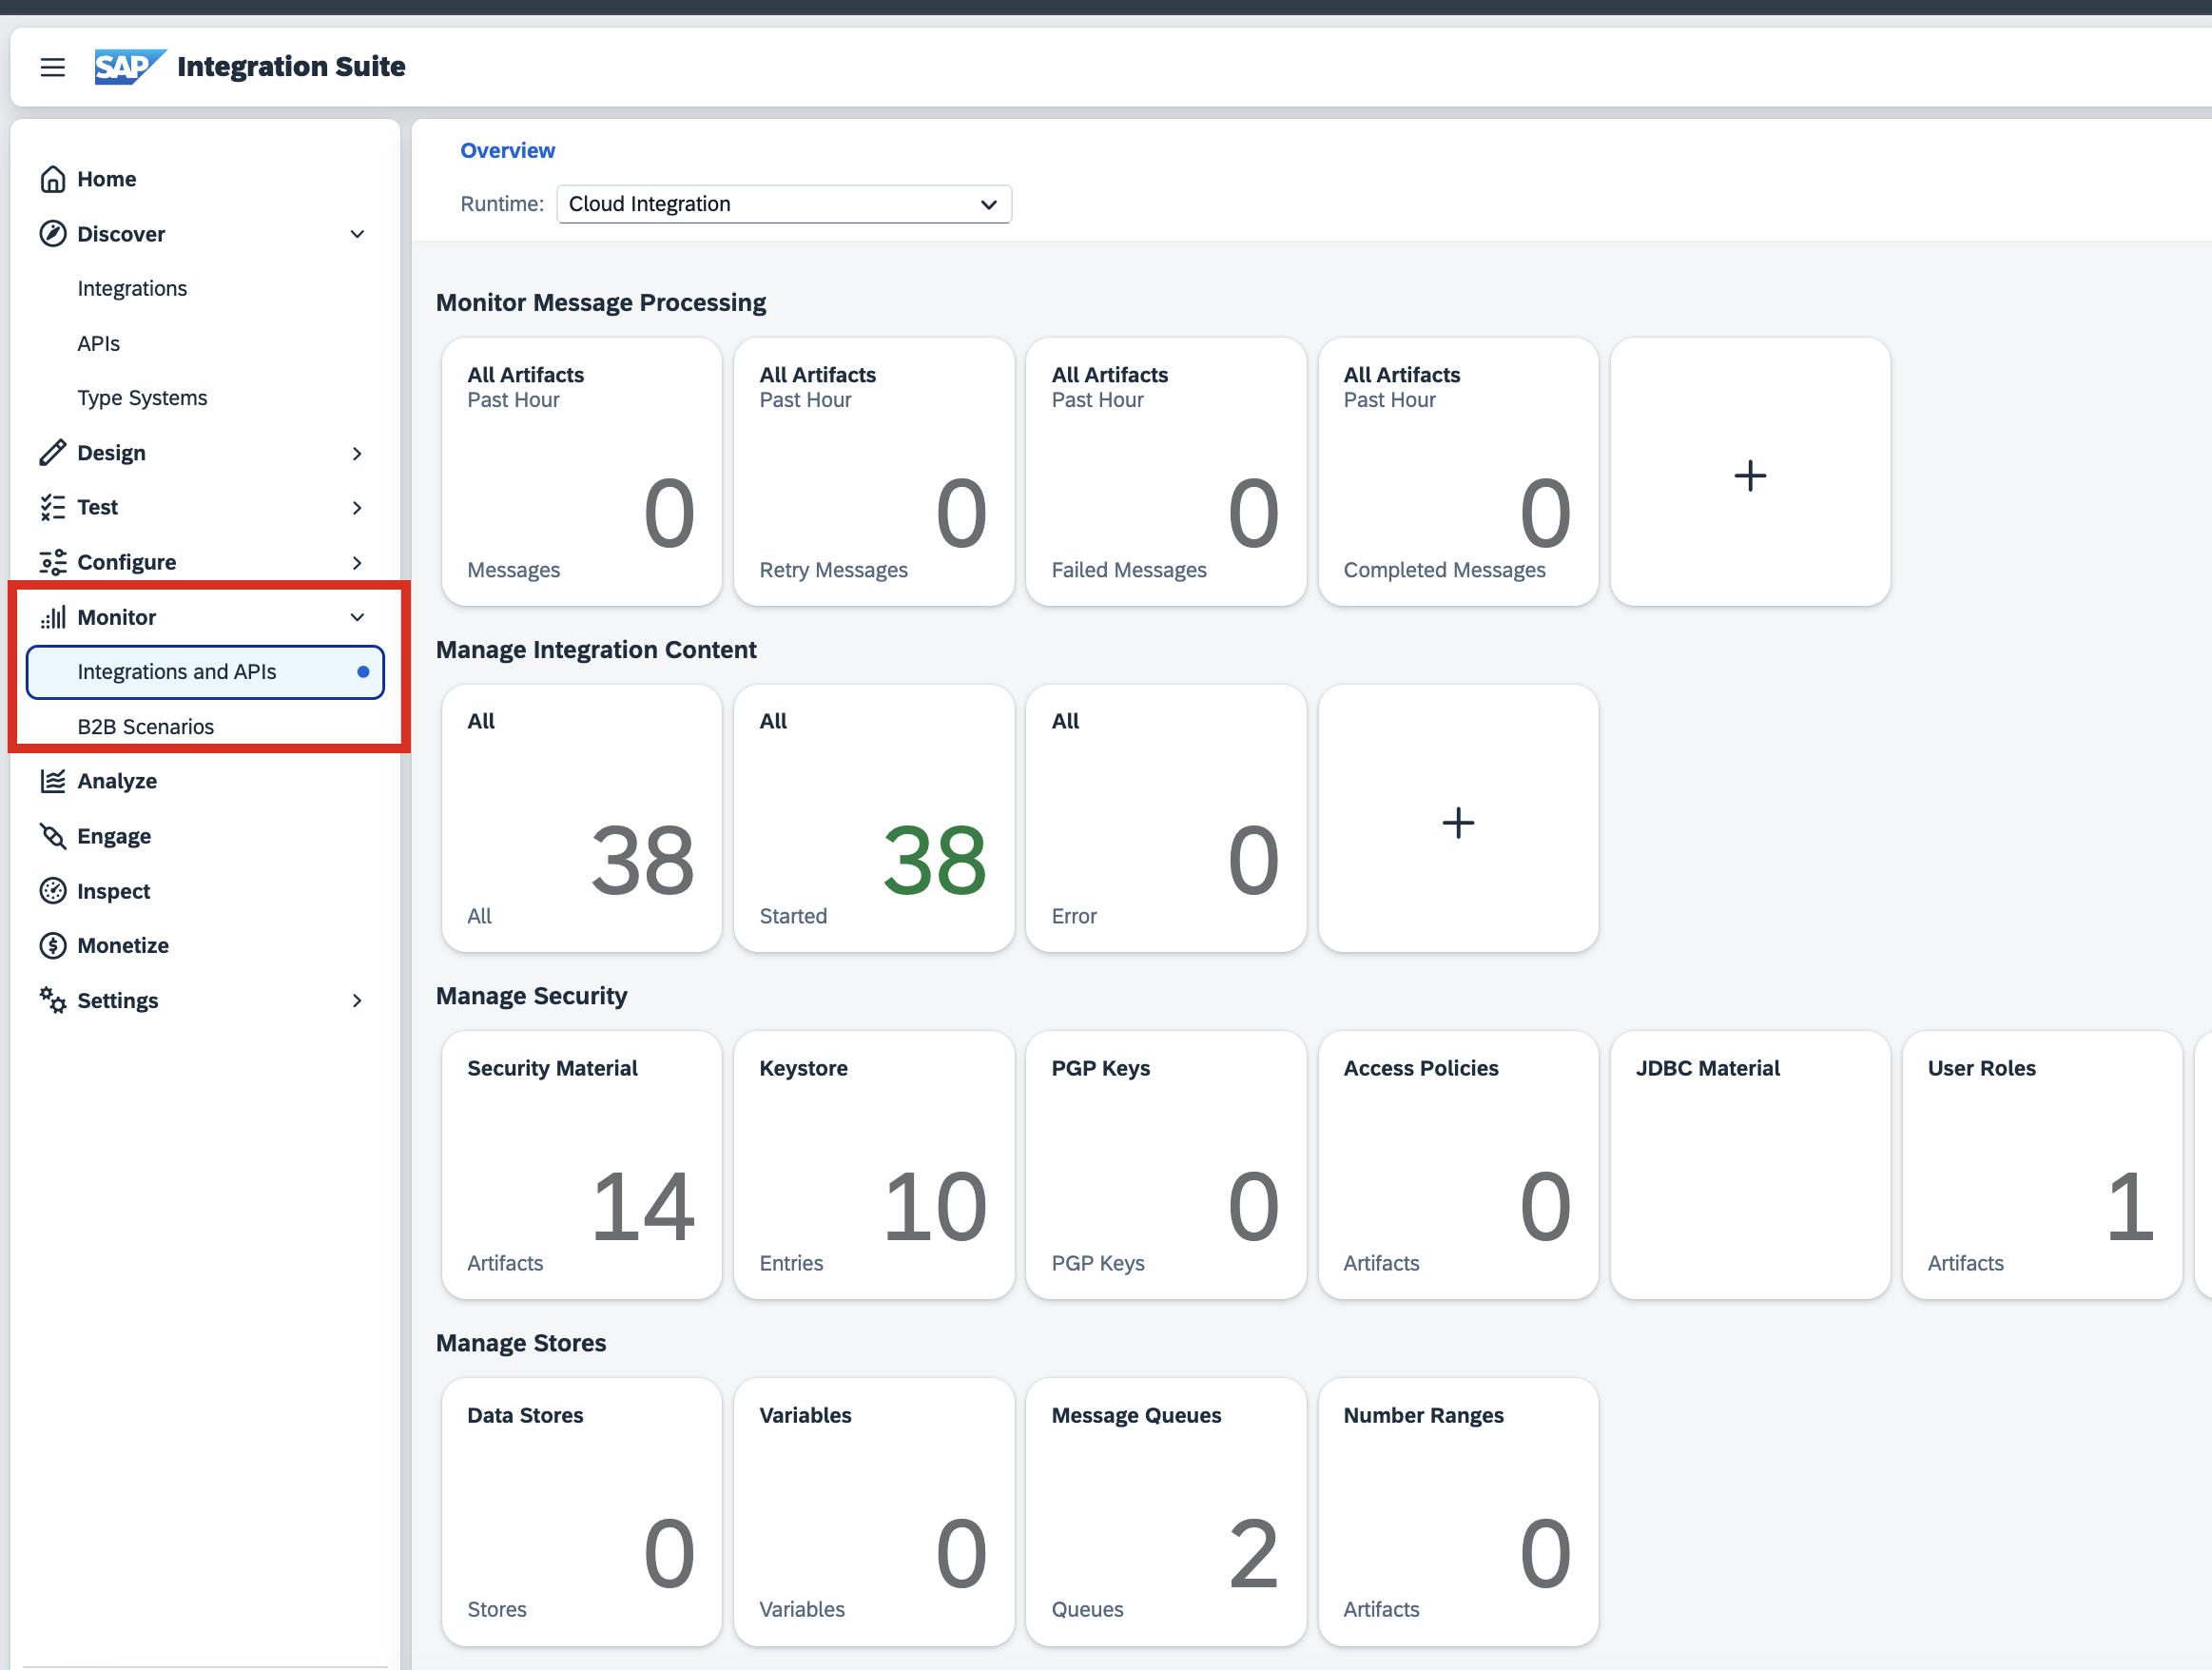 SAP Integration Suite
Home
Discover
Integrations
APIs
Type Systems
Design
Test
Configure
Monitor
Integrations and APIs
B2B Scenarios
Analyze
Engage
Inspect
Monetize
Settings
Overview
Runtime: Cloud Integration
Monitor Message Processing
All Artifacts
Past Hour
0
Messages
All Artifacts
Past Hour
0
Retry Messages
All Artifacts
Past Hour
0
Failed Messages
All Artifacts
Past Hour
0
Completed Messages
+
Manage Integration Content
All
38
All
All
38
Started
All
0
Error
+
Manage Security
Security Material
14
Artifacts
Keystore
10
Entries
PGP Keys
0
PGP Keys
Access Policies
0
Artifacts
JDBC Material
User Roles
1
Artifacts
Manage Stores
Data Stores
0
Stores
Variables
0
Variables
Message Queues
2
Queues
Number Ranges
0
Artifacts